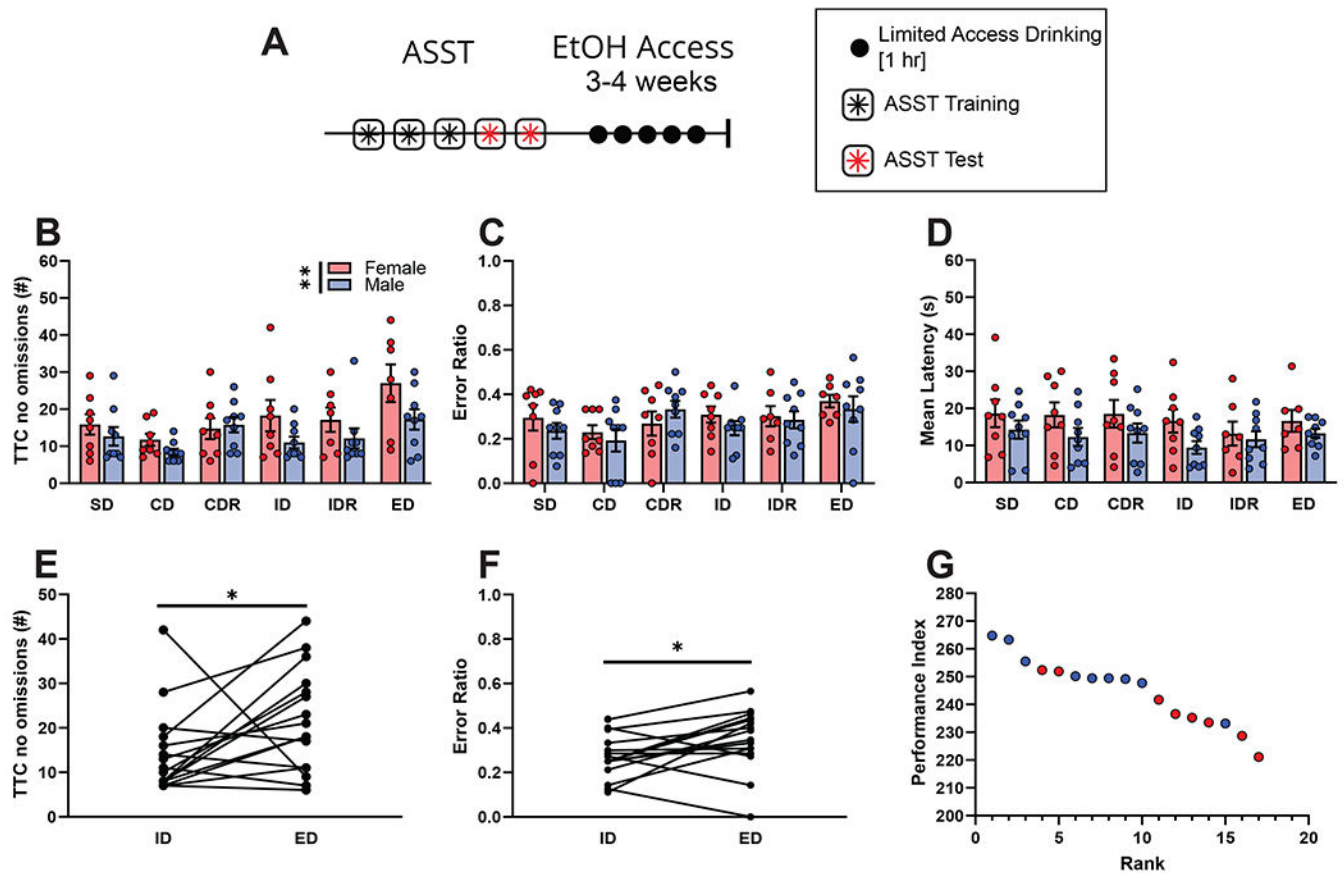 A
ASST
EtOH Access
3-4 weeks
Limited Access Drinking
[1 hr]
ASST Training
ASST Test
B
TTC no omissions (#)
60
50
40
30
20
10
0
**
Female
Male
SD CD CDR ID IDR ED
C
Error Ratio
1.0
0.8
0.6
0.4
0.2
0.0
SD CD CDR ID IDR ED
D
Mean Latency (s)
60
50
40
30
20
10
0
SD CD CDR ID IDR ED
E
TTC no omissions (#)
50
40
30
20
10
0
*
ID ED
F
Error Ratio
1.0
0.8
0.6
0.4
0.2
0.0
*
ID ED
G
Performance Index
280
270
260
250
240
230
220
210
200
0 5 10 15 20
Rank